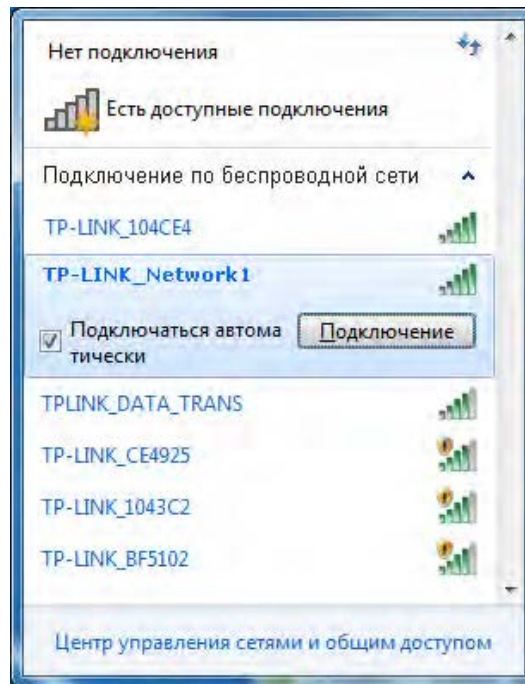 Нет подключения
Есть доступные подключения
Подключение по беспроводной сети
TP-LINK_104CE4
TP-LINK_Network1
Подключаться автома
тически
Подключение
TPLINK_DATA_TRANS
TP-LINK_CE4925
TP-LINK_1043C2
TP-LINK_BF5102
Центр управления сетями и общим доступом